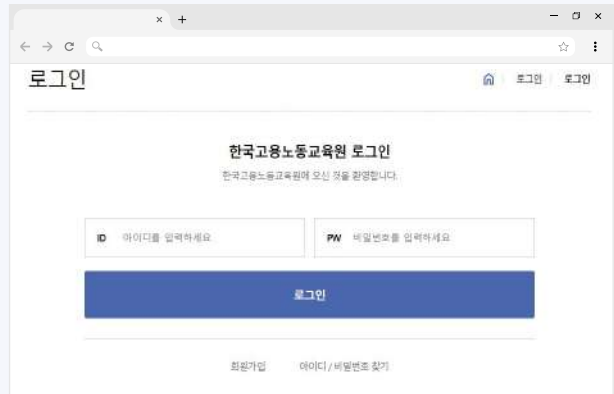 로그인
로그인 로그인
한국고용노동교육원 로그인
한국고용노동교육원에 오신 것을 환영합니다.
ID 아이디를 입력하세요
PW 비밀번호를 입력하세요
로그인
회원가입 아이디 / 비밀번호 찾기